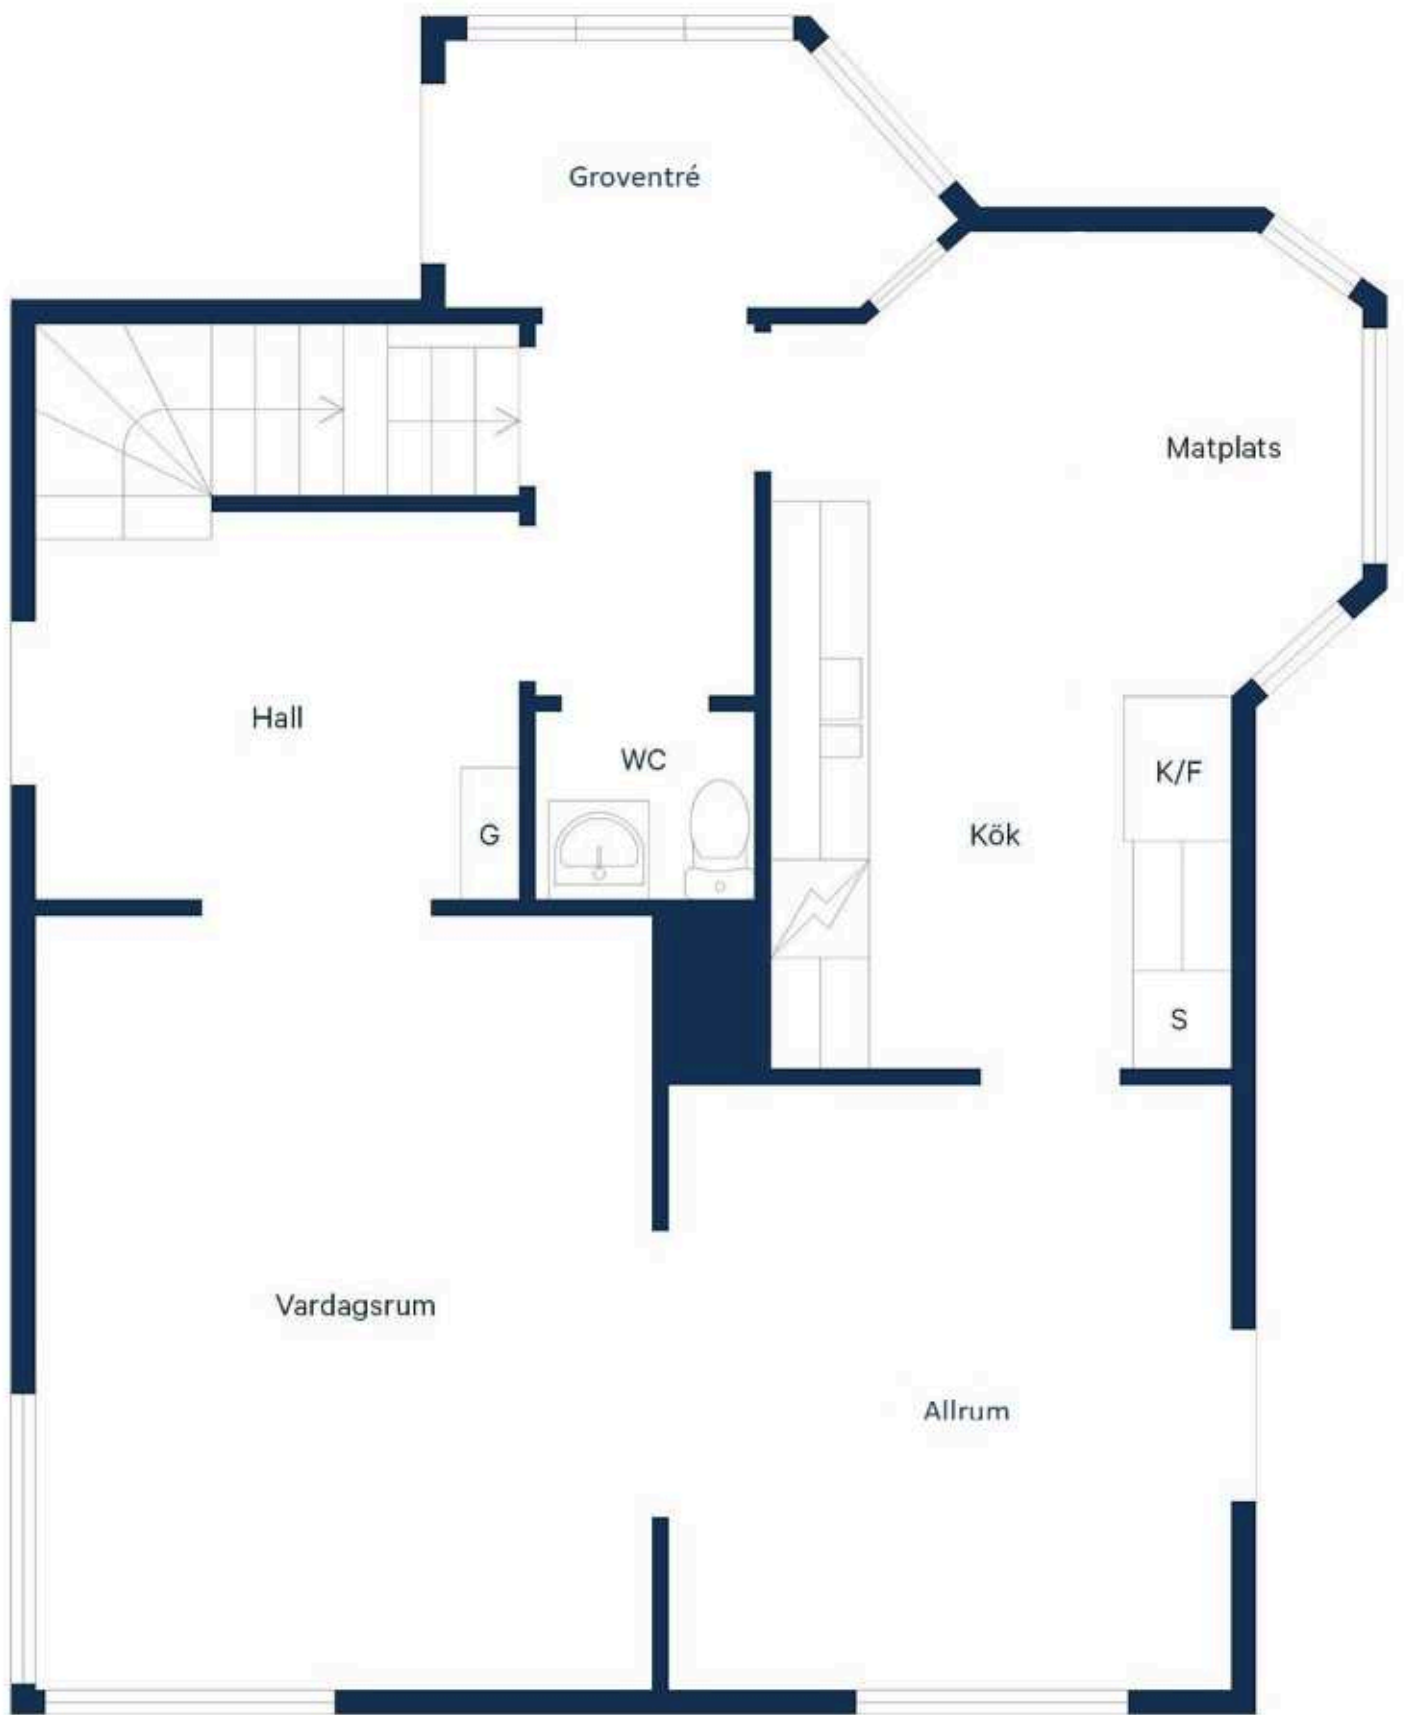 Groventré
Matplats
Hall
WC
K/F
G
Kök
S
Vardagsrum
Allrum